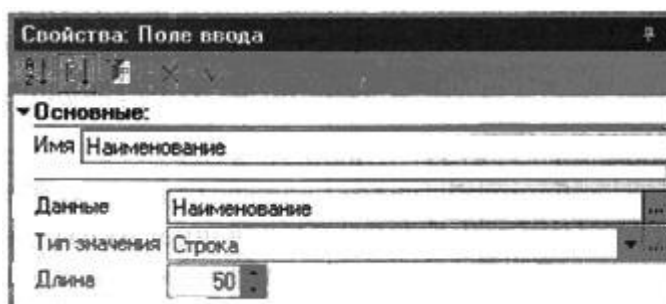 Свойства: Поле ввода
Основные:
Имя Наименование
Данные Наименование ...
Тип значения Строка ...
Длина 50